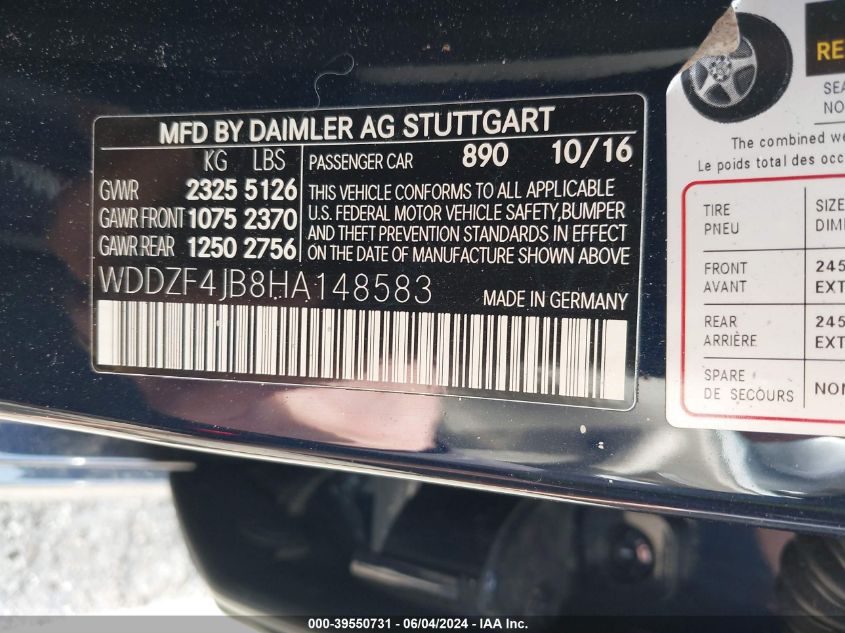 MFD BY DAIMLER AG STUTTGART
KG LBS
GVWR 2325 5126
GAWR FRONT 1075 2370
GAWR REAR 1250 2756
PASSENGER CAR 890 10/16
THIS VEHICLE CONFORMS TO ALL APPLICABLE
U.S. FEDERAL MOTOR VEHICLE SAFETY,BUMPER
AND THEFT PREVENTION STANDARDS IN EFFECT
ON THE DATE OF MANUFACTURE SHOWN ABOVE
WDDZF4JB8HA148583
MADE IN GERMANY
The combined
Le poids total des
TIRE
PNEU
FRONT 245
AVANT
REAR 245
ARRIÈRE
SPARE
DE SECOURS
000-39550731 - 06/04/2024 - IAA, Inc.